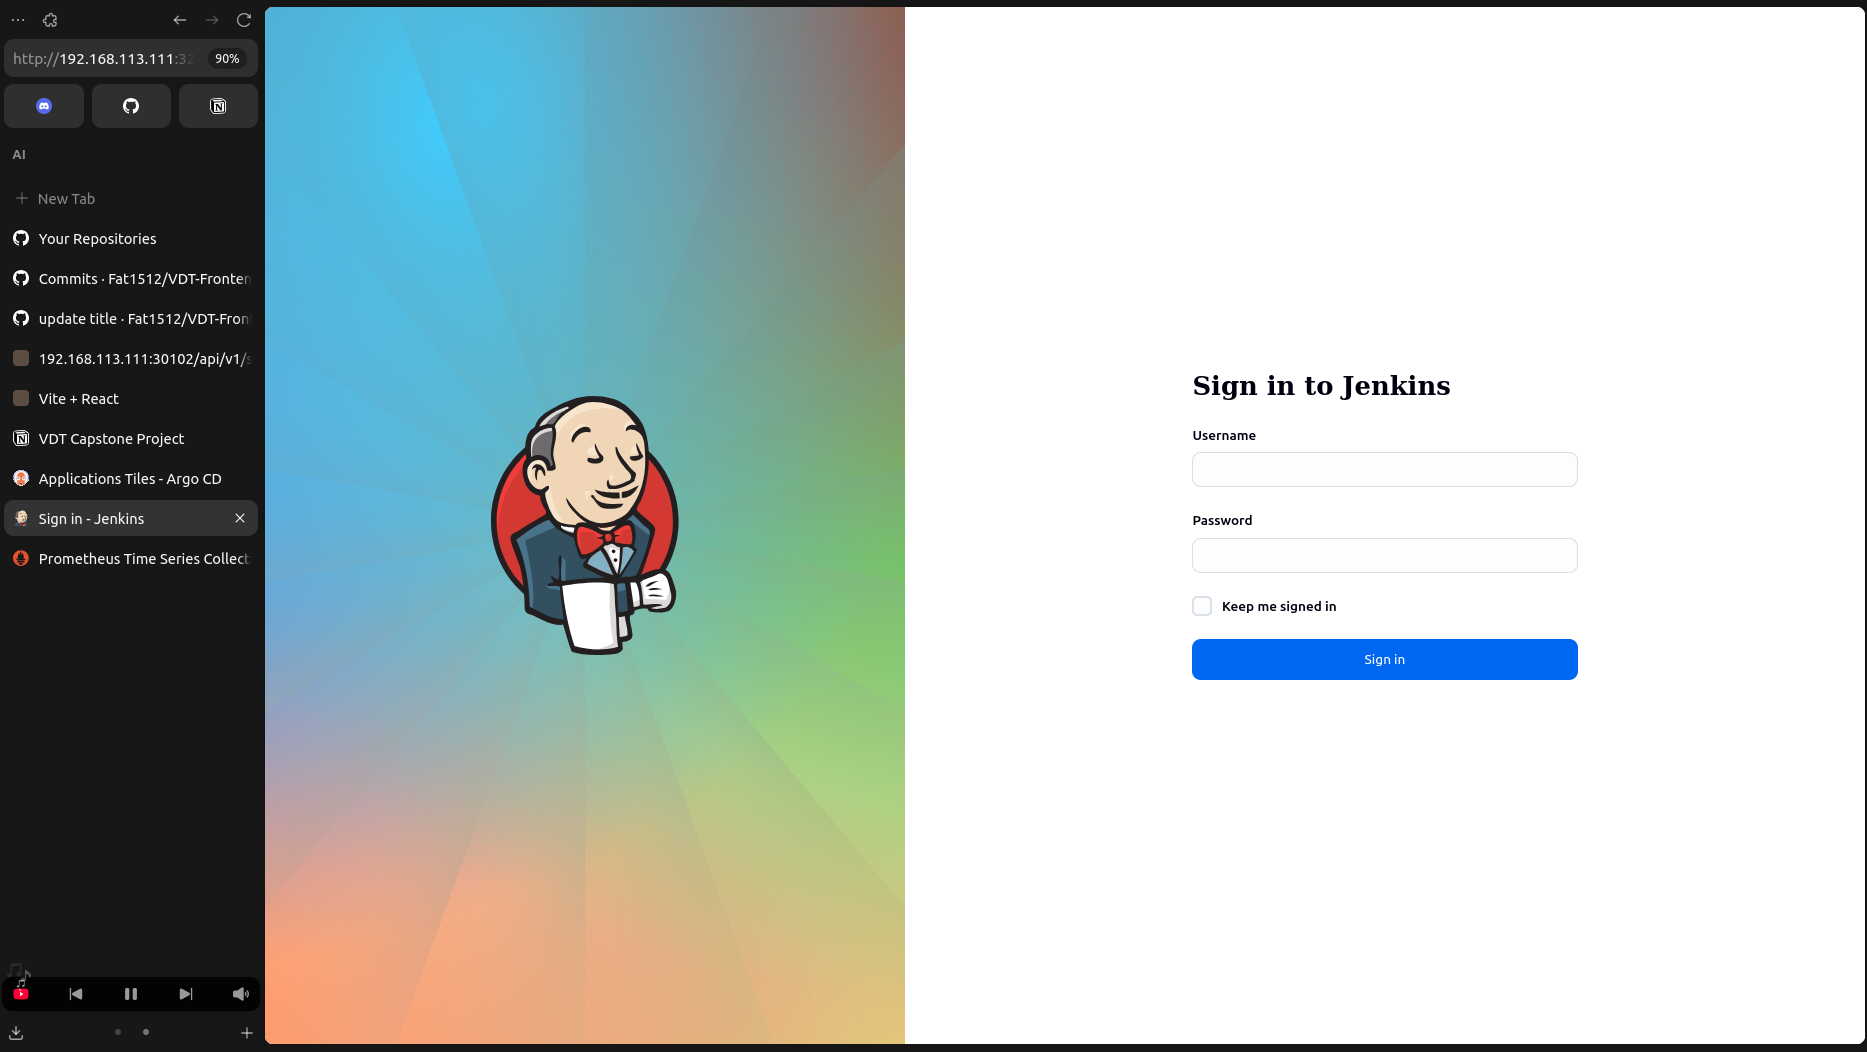 http://192.168.113.111:32
90%
AI
New Tab
Your Repositories
Commits · Fat1512/VDT-Fronten
update title · Fat1512/VDT-Fron
192.168.113.111:30102/api/v1/s
Vite + React
VDT Capstone Project
Applications Tiles - Argo CD
Sign in - Jenkins
Prometheus Time Series Collect
Sign in to Jenkins
Username
Password
Keep me signed in
Sign in